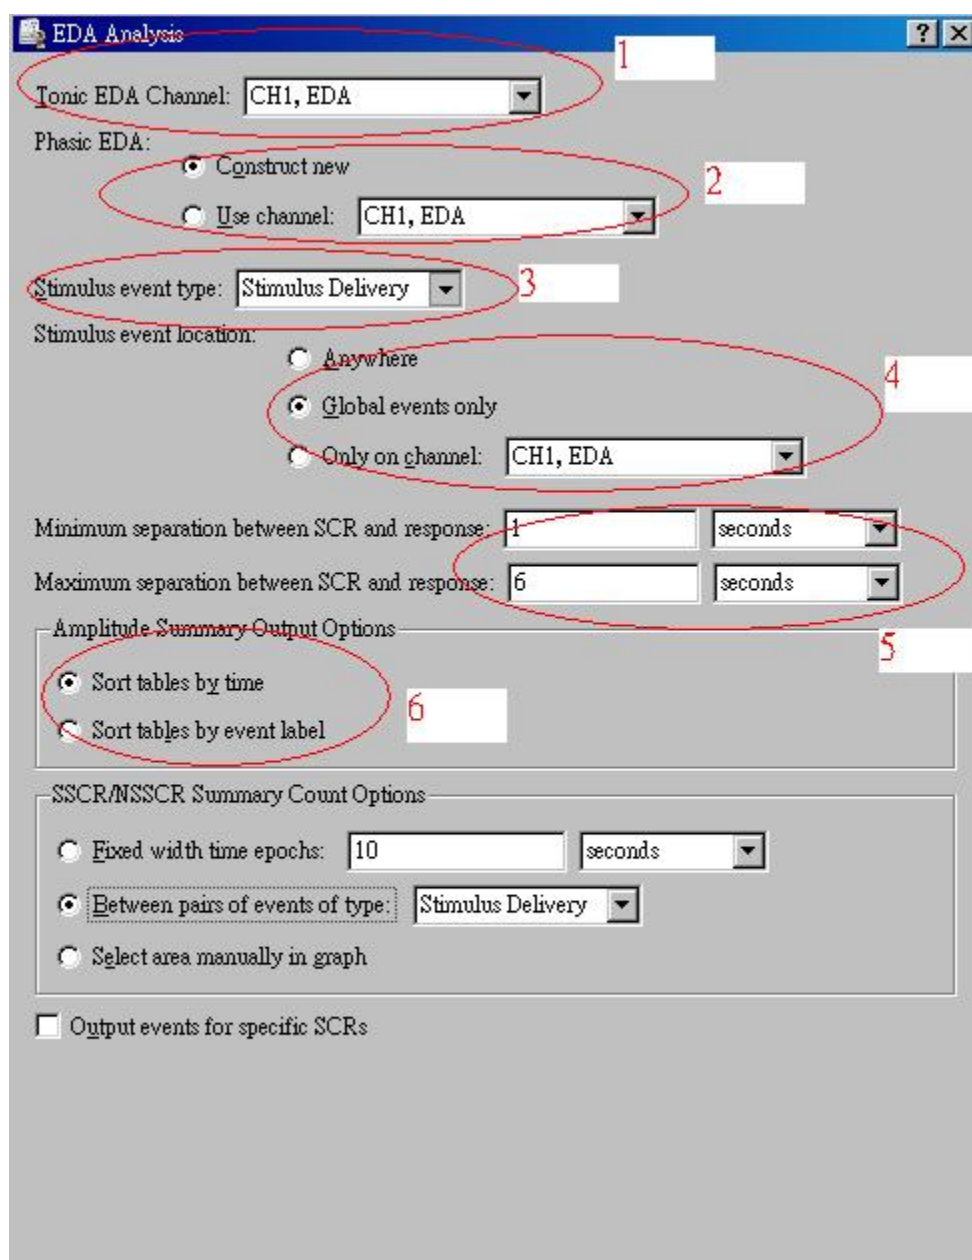 EDA Analysis
1
Tonic EDA Channel: CH1, EDA
Phasic EDA:
Construct new
2
Use channel: CH1, EDA
Stimulus event type: Stimulus Delivery
3
Stimulus event location:
Anywhere
4
Global events only
Only on channel: CH1, EDA
Minimum separation between SCR and response: 1 seconds
Maximum separation between SCR and response: 6 seconds
5
Amplitude Summary Output Options
Sort tables by time
6
Sort tables by event label
SSCR/NSSCR Summary Count Options
Fixed width time epochs: 10 seconds
Between pairs of events of type: Stimulus Delivery
Select area manually in graph
Output events for specific SCRs